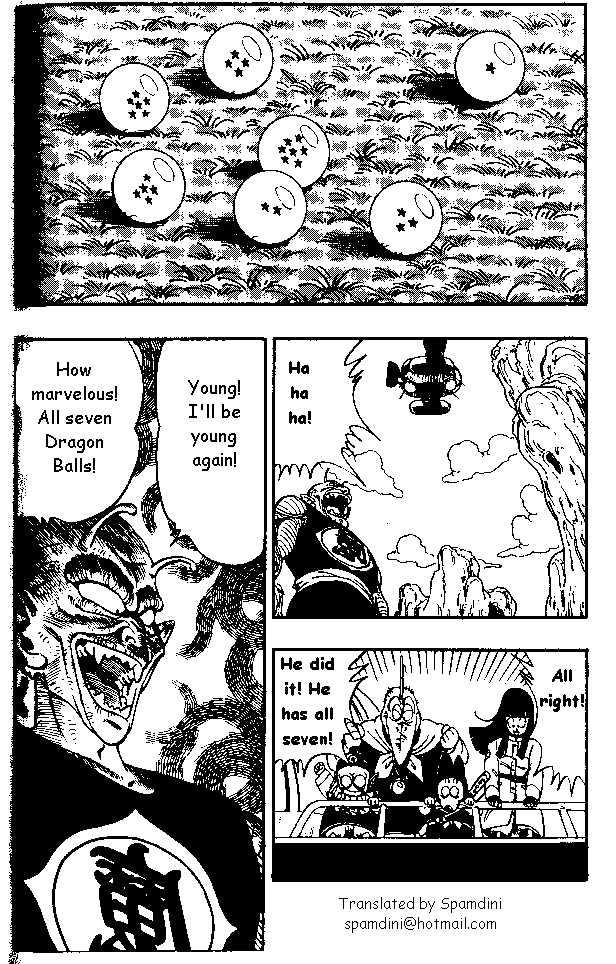 Young!
I'll be
young
again!
How
marvelous!
All seven
Dragon
Balls!
Ha
ha
ha!
All
right!
He did
it! He
has all
seven!
Translated by Spamdini
spamdini@hotmail.com